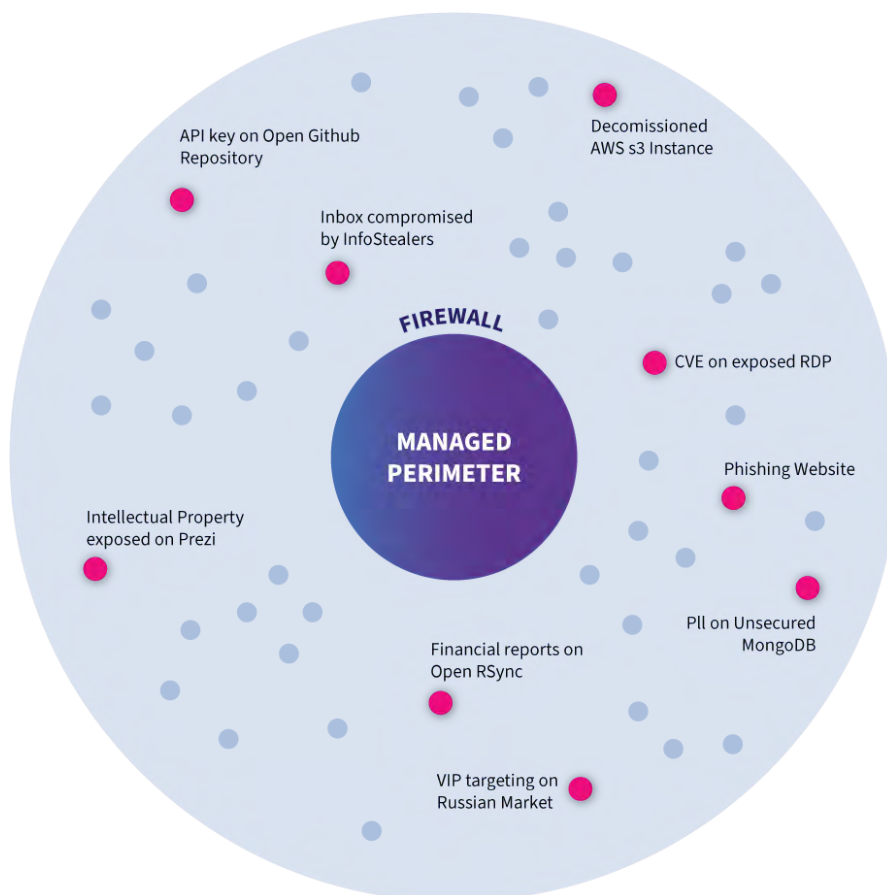 API key on Open Github
Repository
Decomissioned
AWS s3 Instance
Inbox compromised
by InfoStealers
FIREWALL
MANAGED
PERIMETER
CVE on exposed RDP
Phishing Website
Intellectual Property
exposed on Prezi
Pll on Unsecured
MongoDB
Financial reports on
Open RSync
VIP targeting on
Russian Market